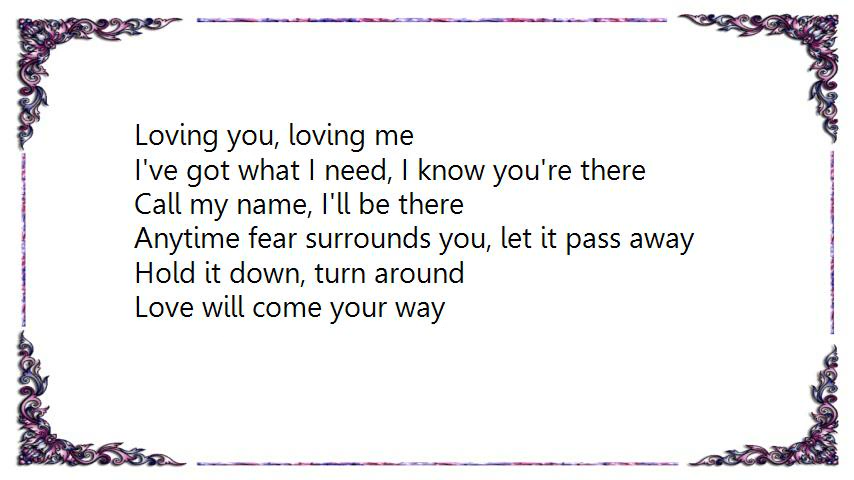 Loving you, loving me
I've got what I need, I know you're there
Call my name, I'll be there
Anytime fear surrounds you, let it pass away
Hold it down, turn around
Love will come your way